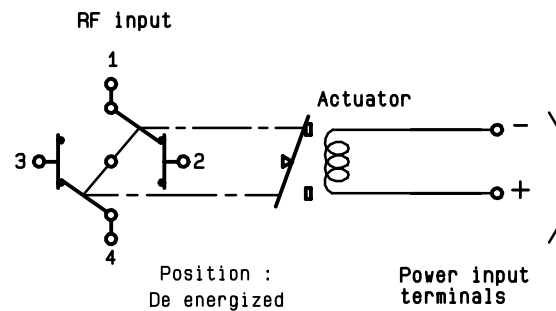 RF input
1
Actuator
−
3
2
+
4
Position :
De energized
Power input
terminals